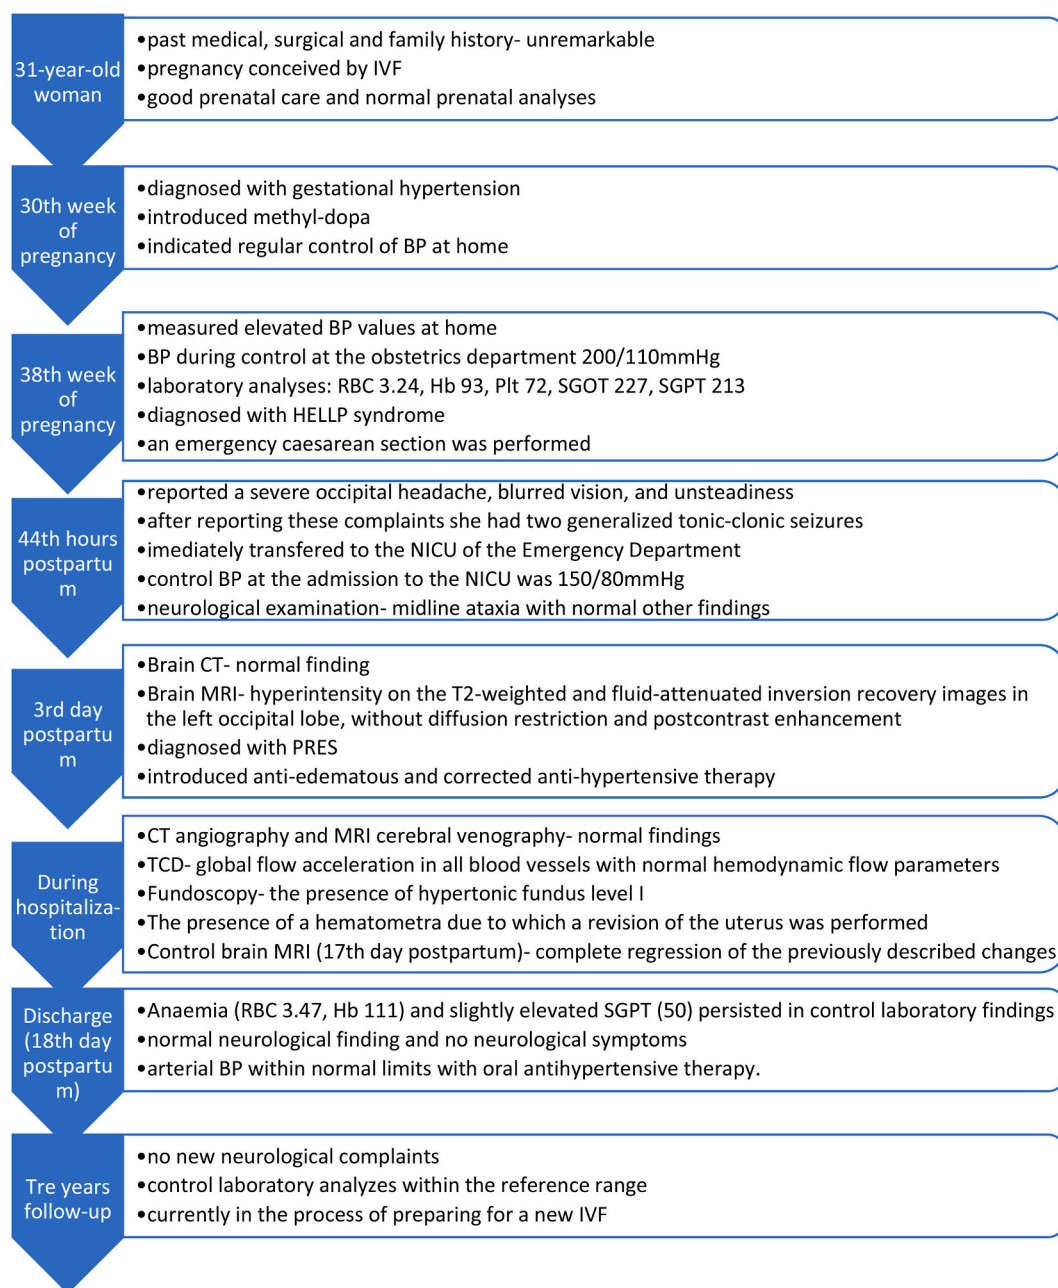 31-year-old
woman
•past medical, surgical and family history- unremarkable
•pregnancy conceived by IVF
•good prenatal care and normal prenatal analyses
30th week
of
pregnancy
•diagnosed with gestational hypertension
•introduced methyl-dopa
•indicated regular control of BP at home
38th week
of
pregnancy
•measured elevated BP values at home
•BP during control at the obstetrics department 200/110mmHg
•laboratory analyses: RBC 3.24, Hb 93, Plt 72, SGOT 227, SGPT 213
•diagnosed with HELLP syndrome
•an emergency caesarean section was performed
44th hours
postpartu
m
•reported a severe occipital headache, blurred vision, and unsteadiness
•after reporting these complaints she had two generalized tonic-clonic seizures
•imediately transfered to the NICU of the Emergency Department
•control BP at the admission to the NICU was 150/80mmHg
•neurological examination- midline ataxia with normal other findings
3rd day
postpartu
m
•Brain CT- normal finding
•Brain MRI- hyperintensity on the T2-weighted and fluid-attenuated inversion recovery images in
the left occipital lobe, without diffusion restriction and postcontrast enhancement
•diagnosed with PRES
•introduced anti-edematous and corrected anti-hypertensive therapy
During
hospitaliza-
tion
•CT angiography and MRI cerebral venography- normal findings
•TCD- global flow acceleration in all blood vessels with normal hemodynamic flow parameters
•Fundoscopy- the presence of hypertonic fundus level I
•The presence of a hematometra due to which a revision of the uterus was performed
•Control brain MRI (17th day postpartum)- complete regression of the previously described changes
Discharge
(18th day
postpartu
m)
•Anaemia (RBC 3.47, Hb 111) and slightly elevated SGPT (50) persisted in control laboratory findings
•normal neurological finding and no neurological symptoms
•arterial BP within normal limits with oral antihypertensive therapy.
Tre years
follow-up
•no new neurological complaints
•control laboratory analyzes within the reference range
•currently in the process of preparing for a new IVF